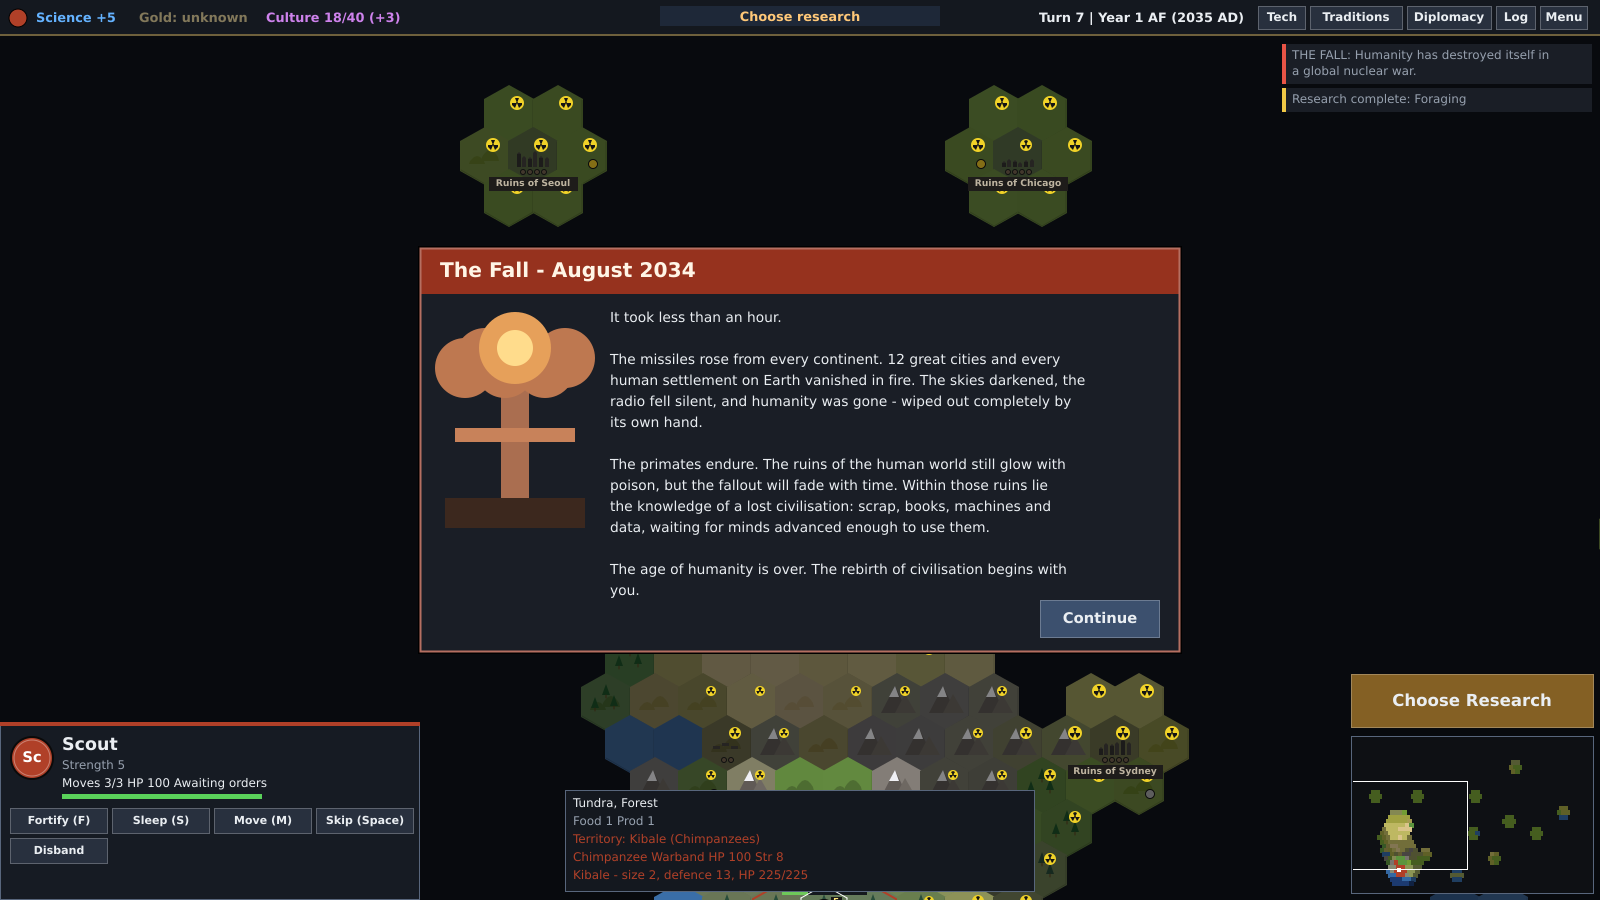 Science +5
Gold: unknown
Culture 18/40 (+3)
Choose research
Turn 7 | Year 1 AF (2035 AD)
Tech
Traditions
Diplomacy
Log
Menu
THE FALL: Humanity has destroyed itself in
a global nuclear war.
Research complete: Foraging
Ruins of Seoul
Ruins of Chicago
The Fall - August 2034
It took less than an hour.
The missiles rose from every continent. 12 great cities and every
human settlement on Earth vanished in fire. The skies darkened, the
radio fell silent, and humanity was gone - wiped out completely by
its own hand.
The primates endure. The ruins of the human world still glow with
poison, but the fallout will fade with time. Within those ruins lie
the knowledge of a lost civilisation: scrap, books, machines and
data, waiting for minds advanced enough to use them.
The age of humanity is over. The rebirth of civilisation begins with
you.
Continue
Ruins of Sydney
Choose Research
Sc
Scout
Strength 5
Moves 3/3 HP 100 Awaiting orders
Fortify (F)
Sleep (S)
Move (M)
Skip (Space)
Disband
Tundra, Forest
Food 1 Prod 1
Territory: Kibale (Chimpanzees)
Chimpanzee Warband HP 100 Str 8
Kibale - size 2, defence 13, HP 225/225